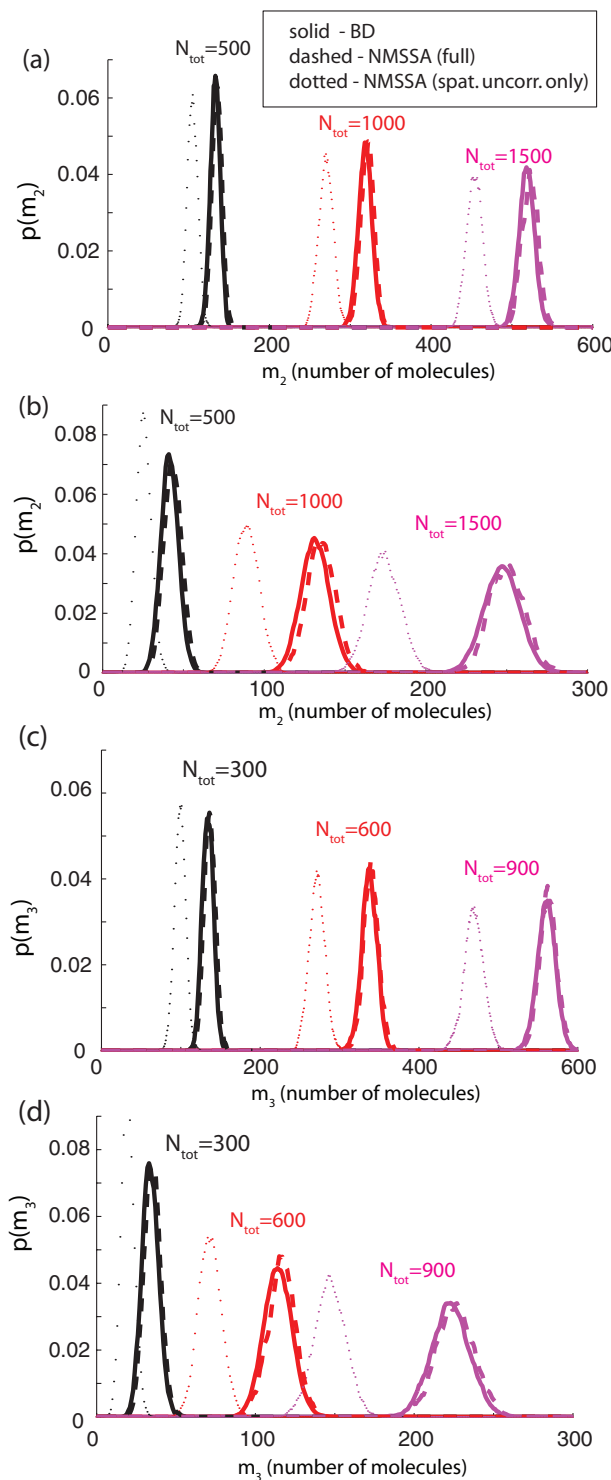 solid - BD
dashed - NMSSA (full)
dotted - NMSSA (spat. uncorr. only)
(a)
N_tot=500
N_tot=1000
N_tot=1500
0.06
0.04
0.02
0
p(m_2)
0 200 400 600
m_2 (number of molecules)
(b)
N_tot=500
N_tot=1000
N_tot=1500
0.08
0.06
0.04
0.02
0
p(m_2)
0 100 200 300
m_2 (number of molecules)
(c)
N_tot=300
N_tot=600
N_tot=900
0.06
0.04
0.02
0
p(m_3)
0 200 400 600
m_3 (number of molecules)
(d)
N_tot=300
N_tot=600
N_tot=900
0.08
0.06
0.04
0.02
0
p(m_3)
0 100 200 300
m_3 (number of molecules)